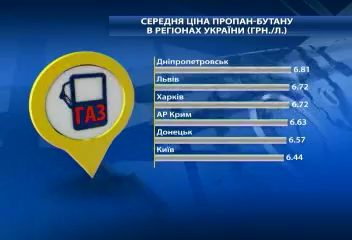 СЕРЕДНЯ ЦІНА ПРОПАН-БУТАНУ
В РЕГІОНАХ УКРАЇНИ (ГРН./Л.)
ГАЗ
Дніпропетровськ
6.81
Львів
6.72
Харків
6.72
АР Крим
6.63
Донецьк
6.57
Київ
6.44